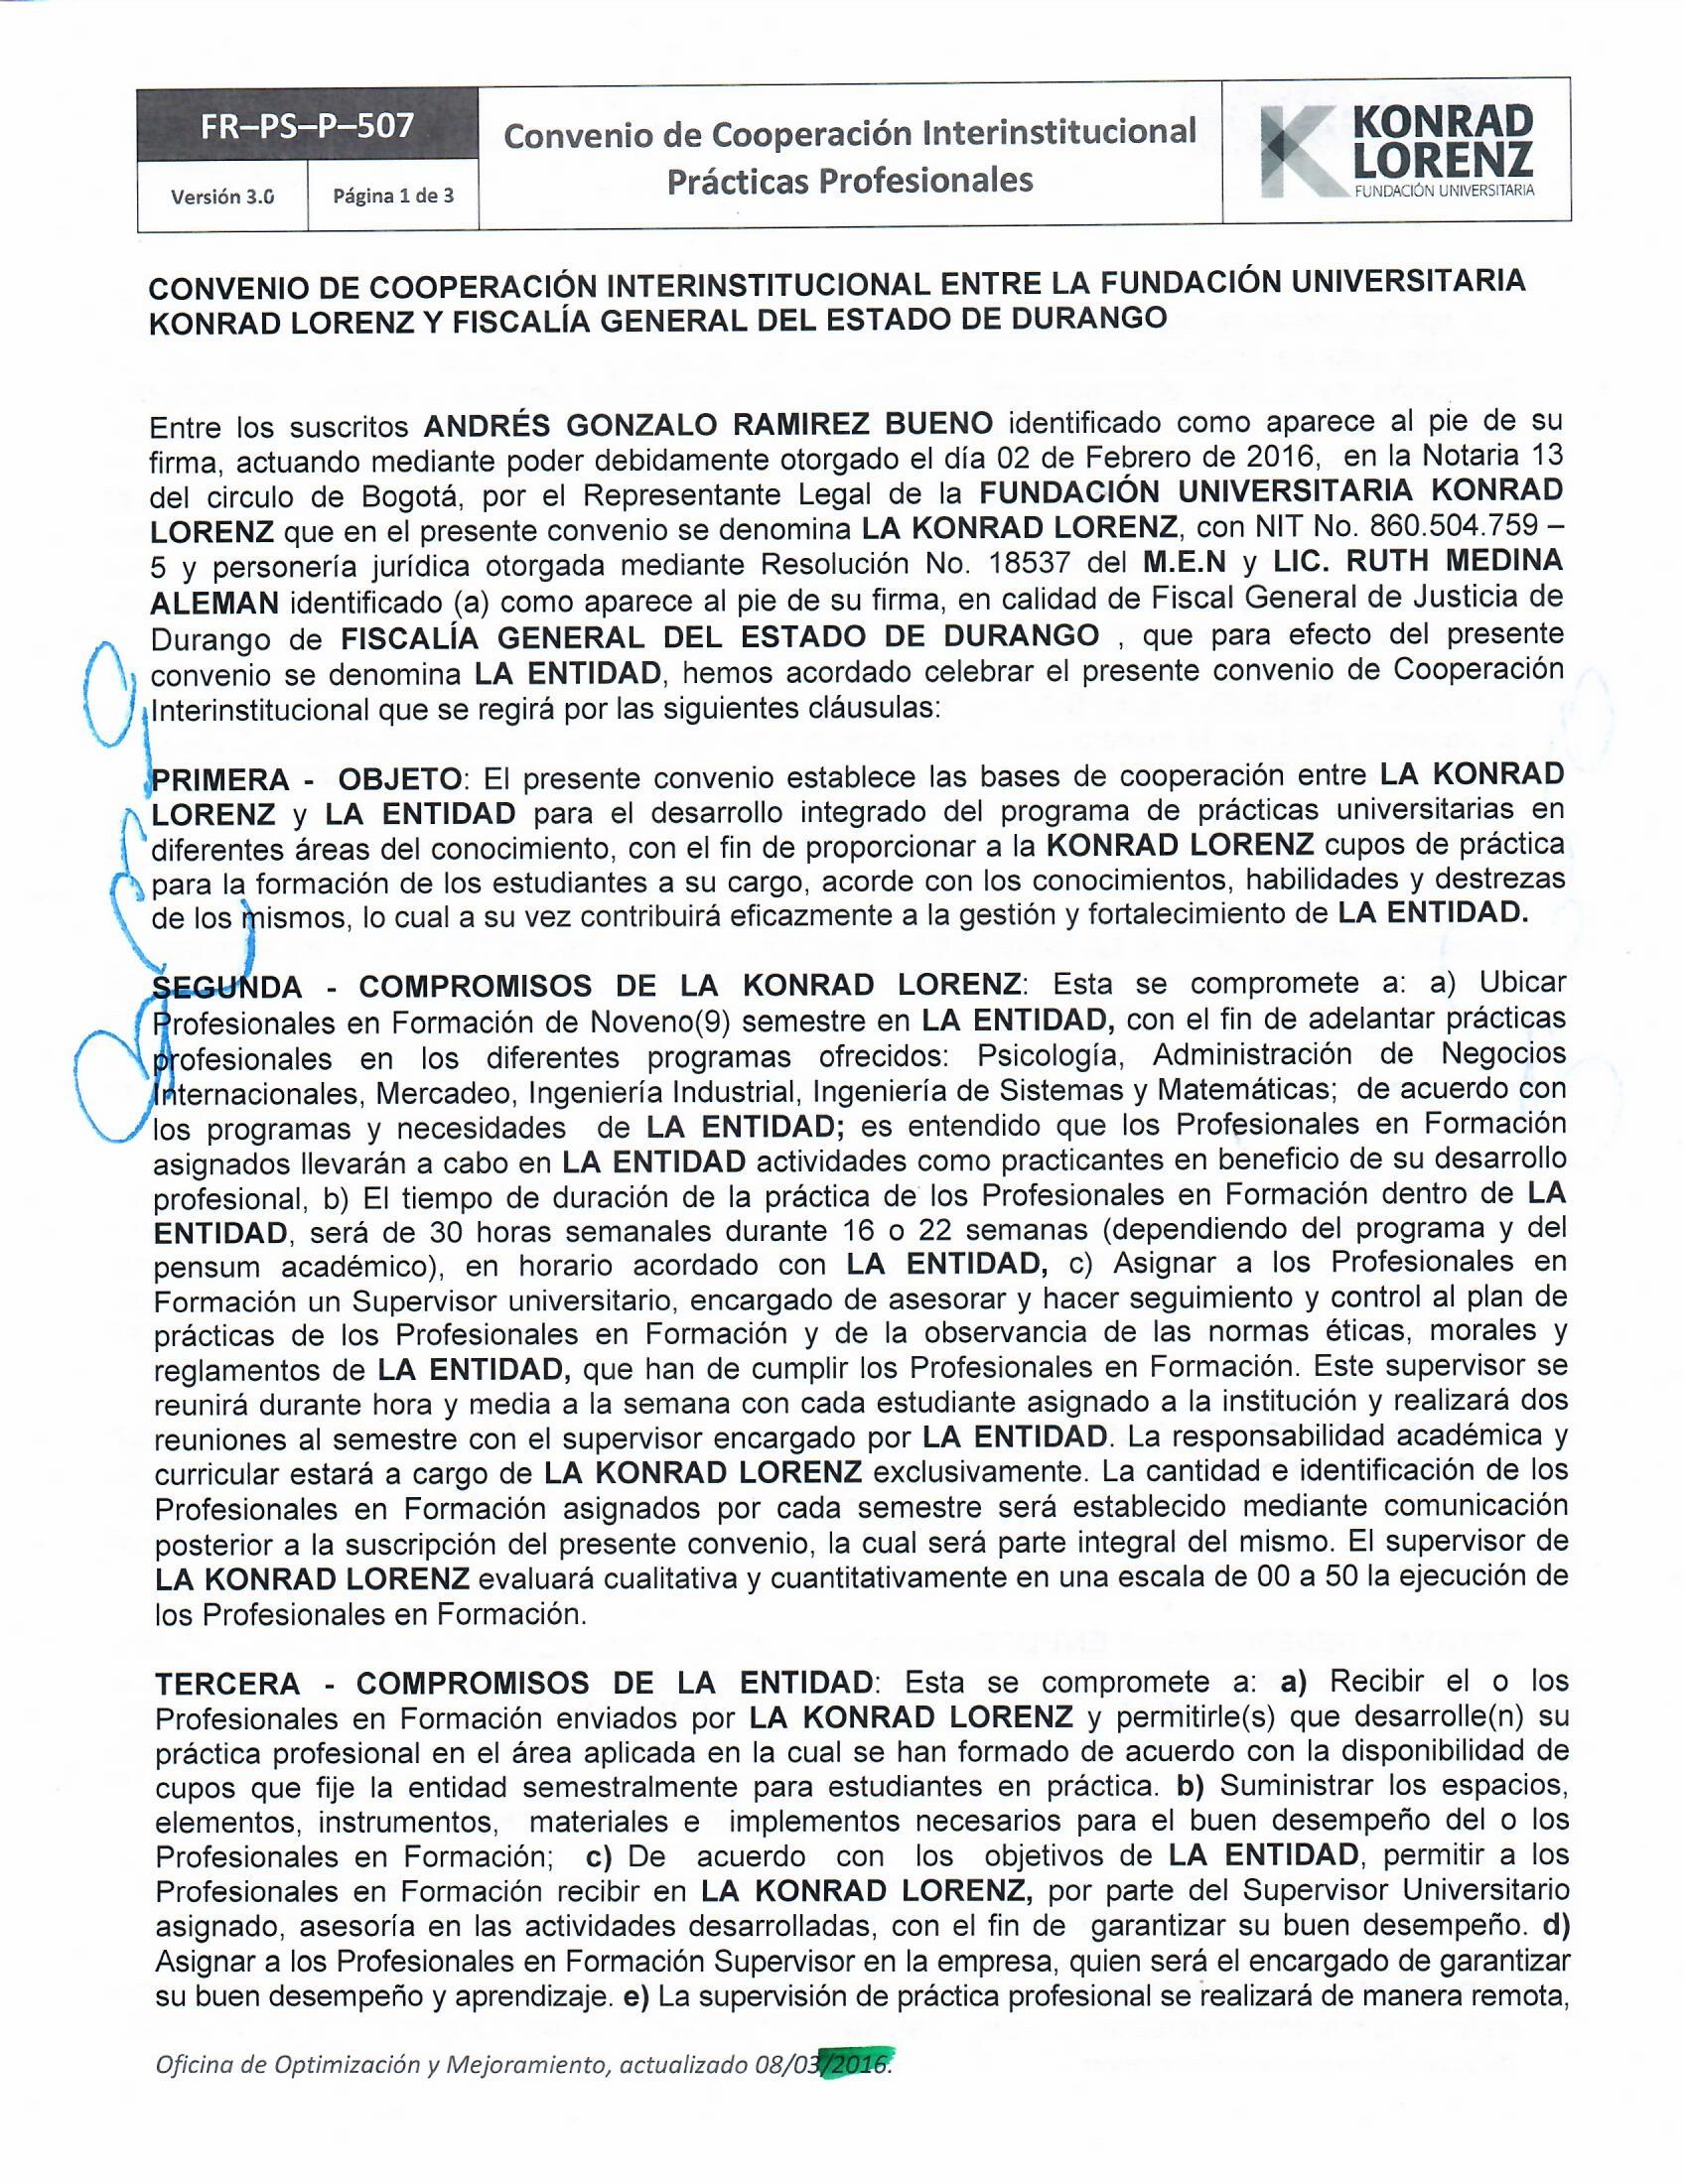 FR–PS–P–507
Versión 3.0
Página 1 de 3
Convenio de Cooperación Interinstitucional
Prácticas Profesionales
KONRAD
LORENZ
FUNDACIÓN UNIVERSITARIA
CONVENIO DE COOPERACIÓN INTERINSTITUCIONAL ENTRE LA FUNDACIÓN UNIVERSITARIA
KONRAD LORENZ Y FISCALÍA GENERAL DEL ESTADO DE DURANGO
Entre los suscritos ANDRÉS GONZALO RAMIREZ BUENO identificado como aparece al pie de su
firma, actuando mediante poder debidamente otorgado el día 02 de Febrero de 2016, en la Notaria 13
del circulo de Bogotá, por el Representante Legal de la FUNDACIÓN UNIVERSITARIA KONRAD
LORENZ que en el presente convenio se denomina LA KONRAD LORENZ, con NIT No. 860.504.759 –
5 y personería jurídica otorgada mediante Resolución No. 18537 del M.E.N y LIC. RUTH MEDINA
ALEMAN identificado (a) como aparece al pie de su firma, en calidad de Fiscal General de Justicia de
Durango de FISCALÍA GENERAL DEL ESTADO DE DURANGO , que para efecto del presente
convenio se denomina LA ENTIDAD, hemos acordado celebrar el presente convenio de Cooperación
Interinstitucional que se regirá por las siguientes cláusulas:
PRIMERA - OBJETO: El presente convenio establece las bases de cooperación entre LA KONRAD
LORENZ y LA ENTIDAD para el desarrollo integrado del programa de prácticas universitarias en
diferentes áreas del conocimiento, con el fin de proporcionar a la KONRAD LORENZ cupos de práctica
para la formación de los estudiantes a su cargo, acorde con los conocimientos, habilidades y destrezas
de los mismos, lo cual a su vez contribuirá eficazmente a la gestión y fortalecimiento de LA ENTIDAD.
SEGUNDA - COMPROMISOS DE LA KONRAD LORENZ: Esta se compromete a: a) Ubicar
Profesionales en Formación de Noveno(9) semestre en LA ENTIDAD, con el fin de adelantar prácticas
profesionales en los diferentes programas ofrecidos: Psicología, Administración de Negocios
Internacionales, Mercadeo, Ingeniería Industrial, Ingeniería de Sistemas y Matemáticas; de acuerdo con
los programas y necesidades de LA ENTIDAD; es entendido que los Profesionales en Formación
asignados llevarán a cabo en LA ENTIDAD actividades como practicantes en beneficio de su desarrollo
profesional, b) El tiempo de duración de la práctica de los Profesionales en Formación dentro de LA
ENTIDAD, será de 30 horas semanales durante 16 o 22 semanas (dependiendo del programa y del
pensum académico), en horario acordado con LA ENTIDAD, c) Asignar a los Profesionales en
Formación un Supervisor universitario, encargado de asesorar y hacer seguimiento y control al plan de
prácticas de los Profesionales en Formación y de la observancia de las normas éticas, morales y
reglamentos de LA ENTIDAD, que han de cumplir los Profesionales en Formación. Este supervisor se
reunirá durante hora y media a la semana con cada estudiante asignado a la institución y realizará dos
reuniones al semestre con el supervisor encargado por LA ENTIDAD. La responsabilidad académica y
curricular estará a cargo de LA KONRAD LORENZ exclusivamente. La cantidad e identificación de los
Profesionales en Formación asignados por cada semestre será establecido mediante comunicación
posterior a la suscripción del presente convenio, la cual será parte integral del mismo. El supervisor de
LA KONRAD LORENZ evaluará cualitativa y cuantitativamente en una escala de 00 a 50 la ejecución de
los Profesionales en Formación.
TERCERA - COMPROMISOS DE LA ENTIDAD: Esta se compromete a: a) Recibir el o los
Profesionales en Formación enviados por LA KONRAD LORENZ y permitirle(s) que desarrolle(n) su
práctica profesional en el área aplicada en la cual se han formado de acuerdo con la disponibilidad de
cupos que fije la entidad semestralmente para estudiantes en práctica. b) Suministrar los espacios,
elementos, instrumentos, materiales e implementos necesarios para el buen desempeño del o los
Profesionales en Formación; c) De acuerdo con los objetivos de LA ENTIDAD, permitir a los
Profesionales en Formación recibir en LA KONRAD LORENZ, por parte del Supervisor Universitario
asignado, asesoría en las actividades desarrolladas, con el fin de garantizar su buen desempeño. d)
Asignar a los Profesionales en Formación Supervisor en la empresa, quien será el encargado de garantizar
su buen desempeño y aprendizaje. e) La supervisión de práctica profesional se realizará de manera remota,
Oficina de Optimización y Mejoramiento, actualizado 08/03/2016.